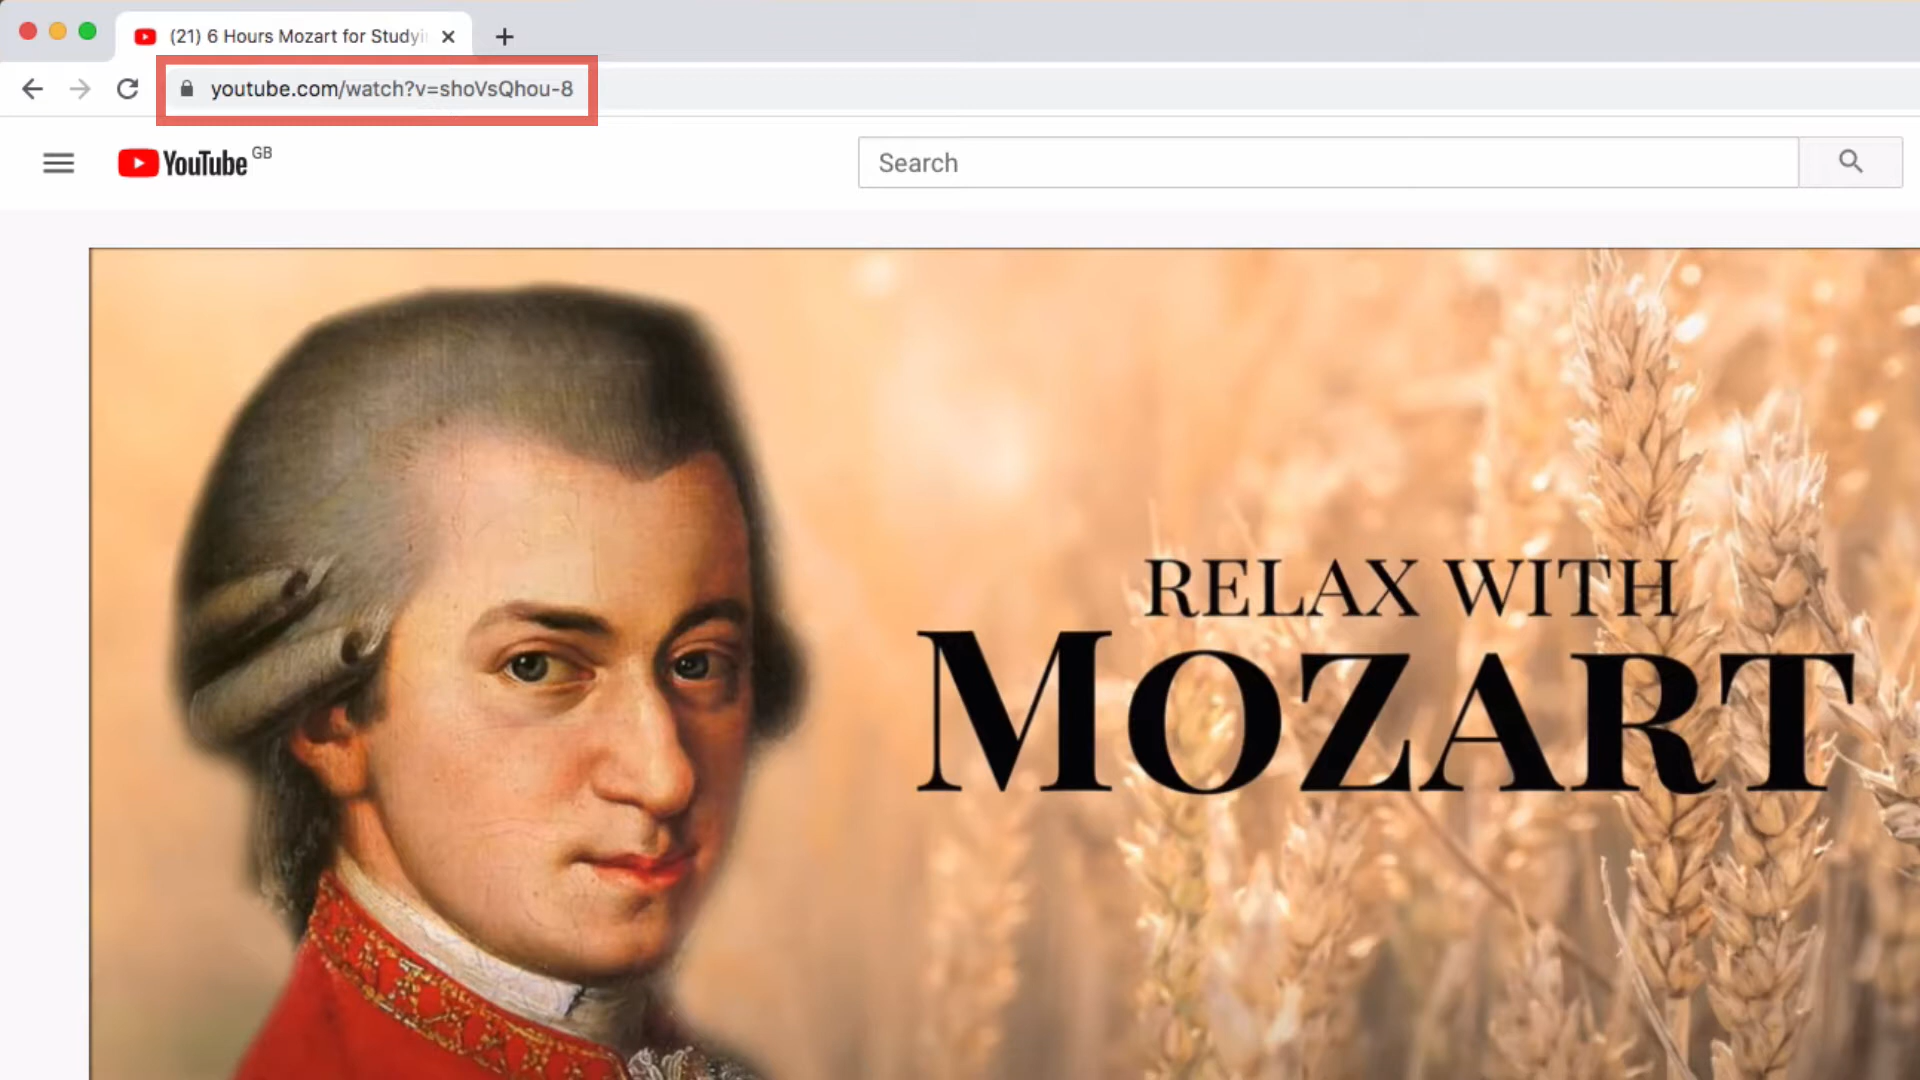 (21) 6 Hours Mozart for Studyi
youtube.com/watch?v=shoVsQhou-8
YouTube GB
Search
RELAX WITH
MOZART